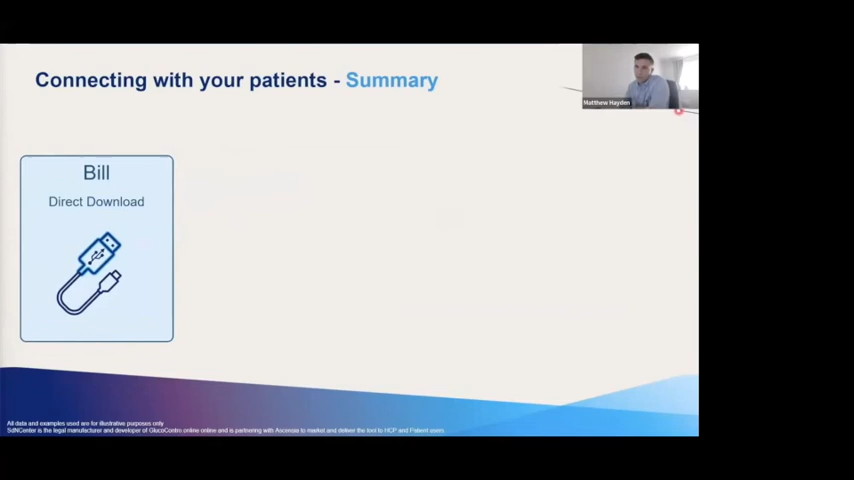 Connecting with your patients - Summary
Matthew Hayden
Bill
Direct Download
All data and examples used are for illustrative purposes only
SdNCenter is the legal manufacturer and developer of GlucoContro online online and is partnering with Ascensia to market and deliver the tool to HCP and Patient users